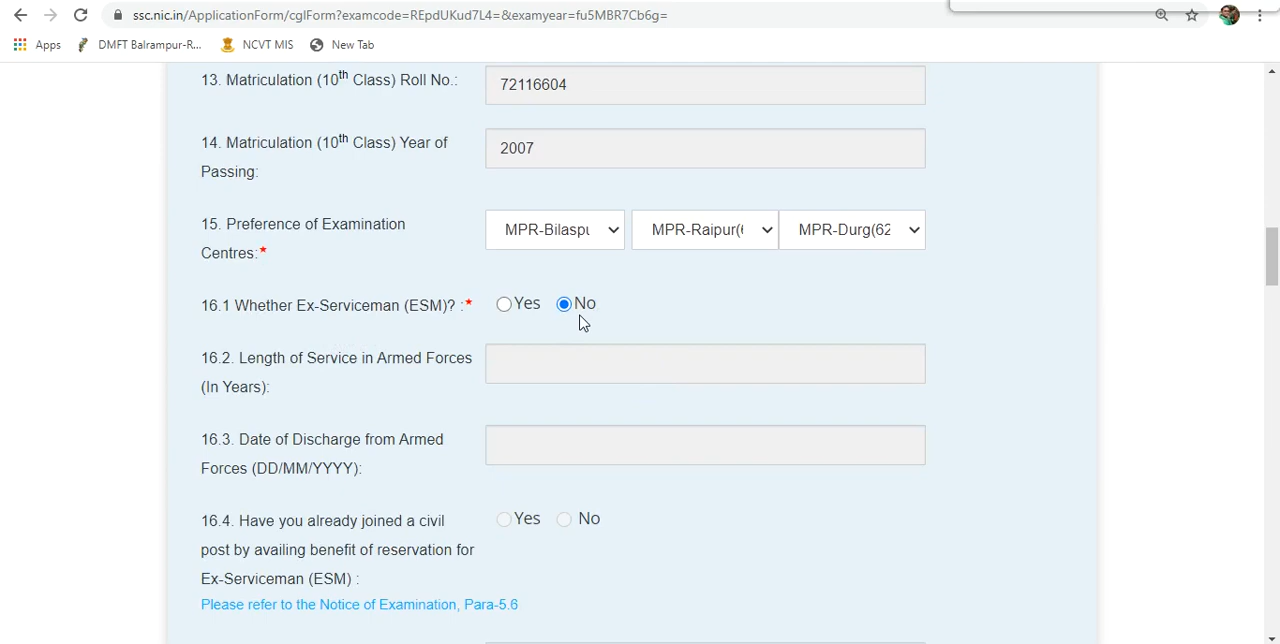 ssc.nic.in/ApplicationForm/cglForm?examcode=REpdUKud7L4=&examyear=fu5MBR7Cb6g=
Apps DMFT Balrampur-R... NCVT MIS New Tab
13. Matriculation (10th Class) Roll No.: 72116604
14. Matriculation (10th Class) Year of
Passing:
2007
15. Preference of Examination
Centres:*
MPR-Bilaspu MPR-Raipur(6 MPR-Durg(62
16.1 Whether Ex-Serviceman (ESM)? :* Yes No
16.2. Length of Service in Armed Forces
(In Years):
16.3. Date of Discharge from Armed
Forces (DD/MM/YYYY):
16.4. Have you already joined a civil
post by availing benefit of reservation for
Ex-Serviceman (ESM) :
Yes No
Please refer to the Notice of Examination, Para-5.6